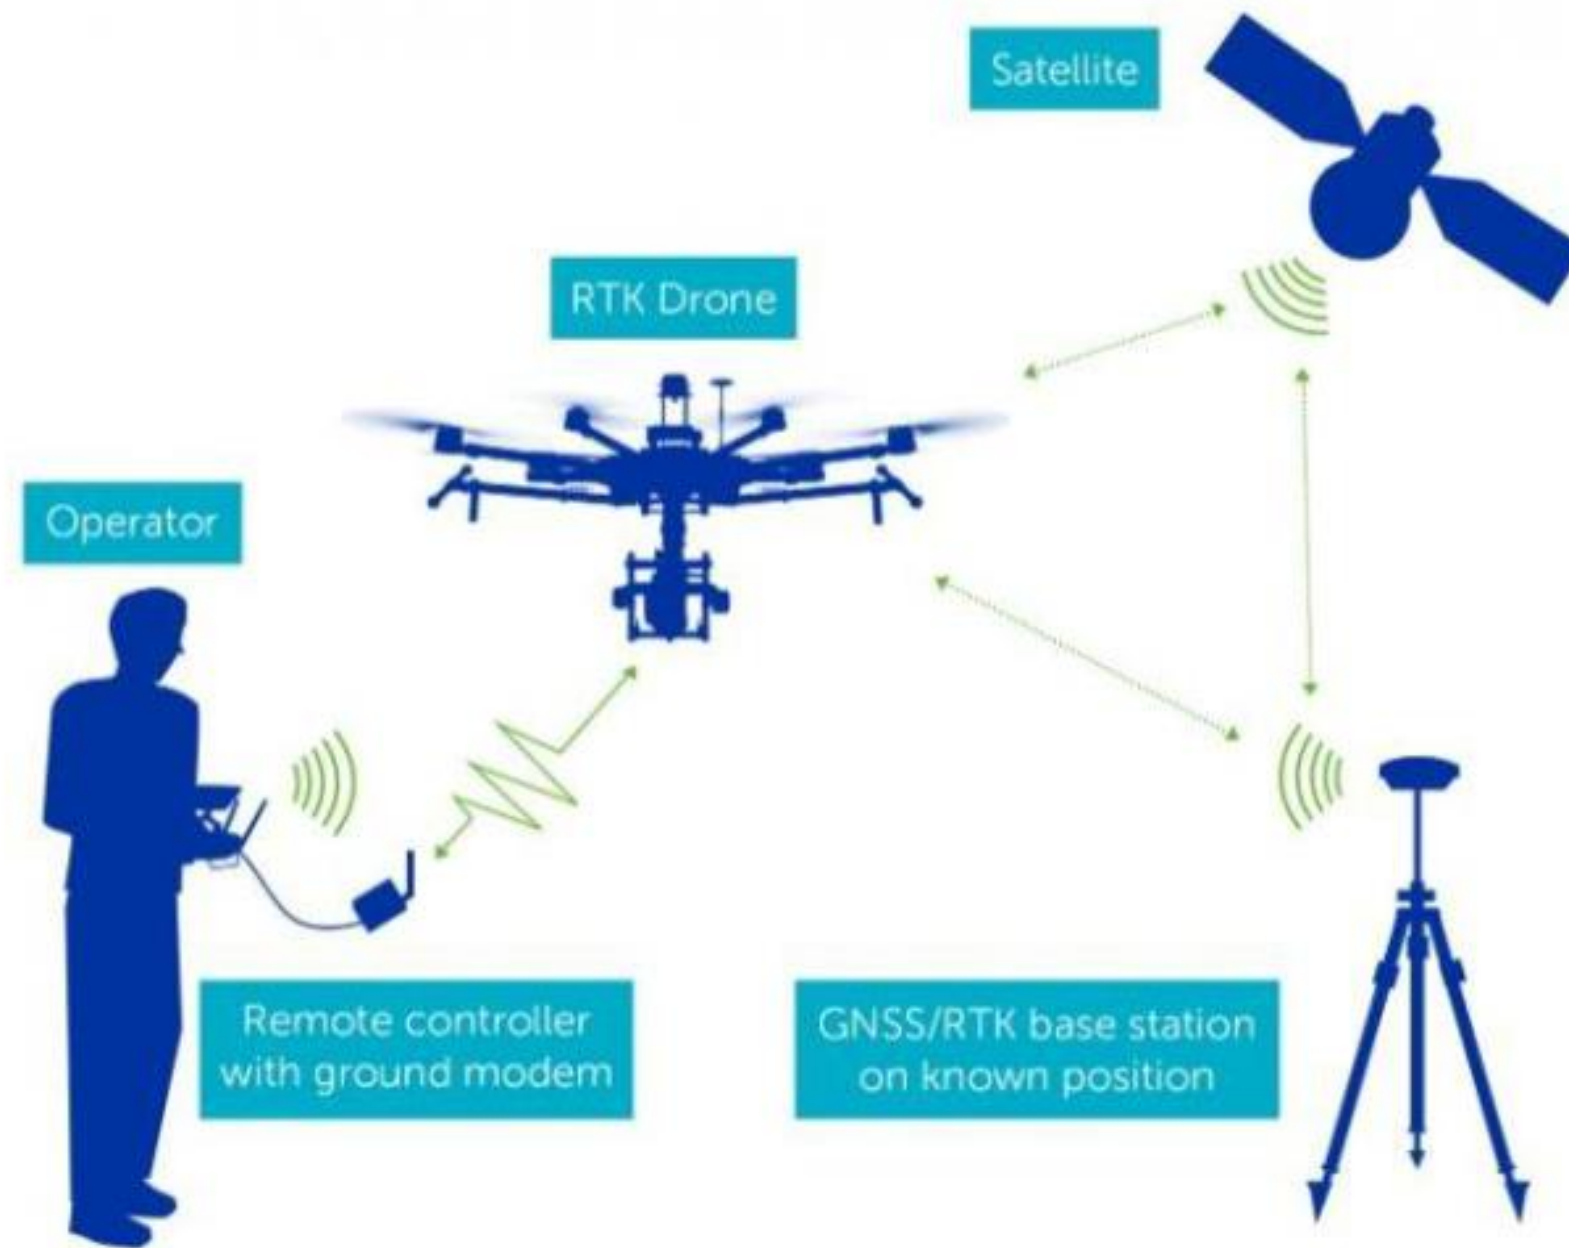 Satellite
RTK Drone
Operator
Remote controller
with ground modem
GNSS/RTK base station
on known position